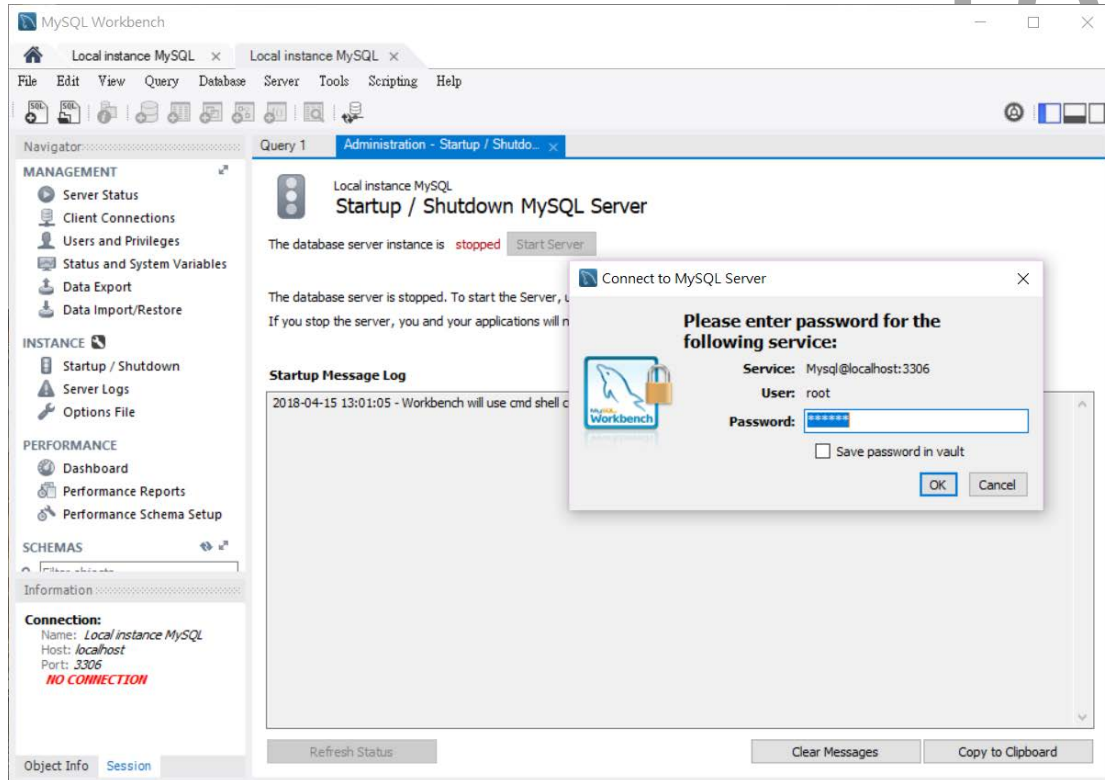 MySQL Workbench
Local instance MySQL
Local instance MySQL
File Edit View Query Database Server Tools Scripting Help
Navigator
MANAGEMENT
Server Status
Client Connections
Users and Privileges
Status and System Variables
Data Export
Data Import/Restore
INSTANCE
Startup / Shutdown
Server Logs
Options File
PERFORMANCE
Dashboard
Performance Reports
Performance Schema Setup
SCHEMAS
Information
Connection:
Name: Local instance MySQL
Host: localhost
Port: 3306
NO CONNECTION
Object Info Session
Query 1 Administration - Startup / Shutdo...
Local instance MySQL
Startup / Shutdown MySQL Server
The database server instance is stopped Start Server
The database server is stopped. To start the Server,
If you stop the server, you and your applications will
Startup Message Log
2018-04-15 13:01:05 - Workbench will use cmd shell
Refresh Status Clear Messages Copy to Clipboard
Connect to MySQL Server
Please enter password for the
following service:
MySQL
Workbench
Service: Mysql@localhost:3306
User: root
Password: ******
Save password in vault
OK Cancel